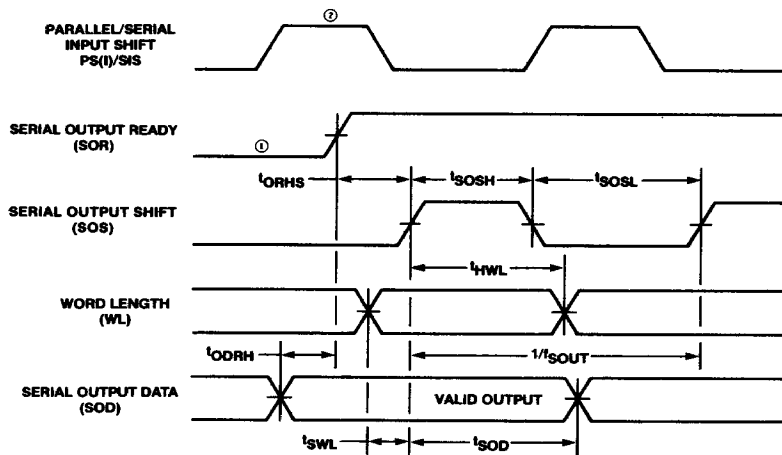 PARALLEL/SERIAL
INPUT SHIFT
PS(I)/SIS
②
SERIAL OUTPUT READY
(SOR)
①
tORHS
tSOSH
tSOSL
SERIAL OUTPUT SHIFT
(SOS)
tHWL
WORD LENGTH
(WL)
tODRH
1/fSOUT
SERIAL OUTPUT DATA
(SOD)
VALID OUTPUT
tSWL
tSOD